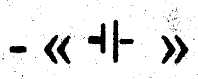 - « ⊣⊢ »